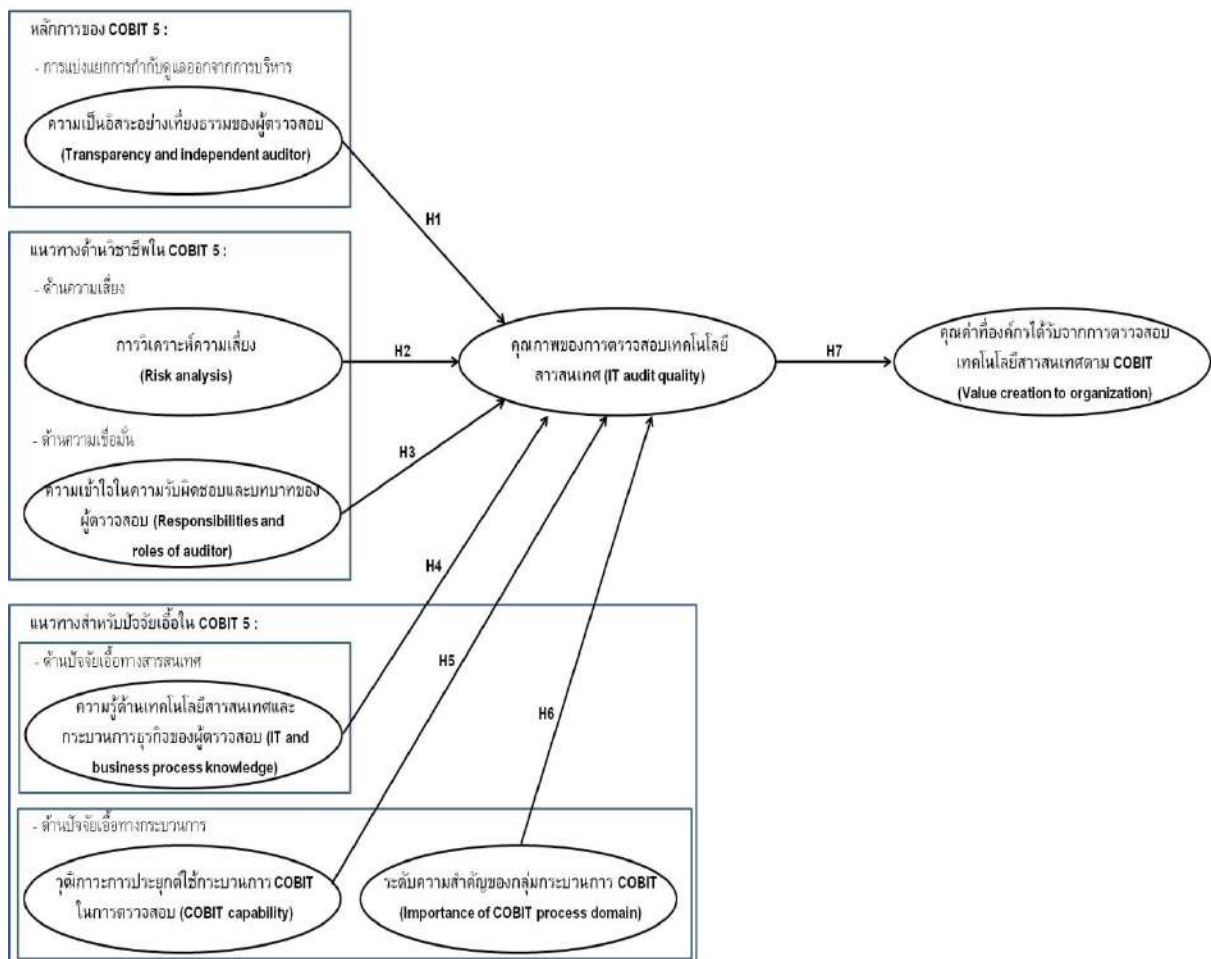 หลักการของ COBIT 5 :
- การแบ่งแยกการกำกับดูแลออกจากการบริหาร
ความเป็นอิสระอย่างเที่ยงธรรมของผู้ตรวจสอบ
(Transparency and independent auditor)
H1
แนวทางด้านวิชาชีพใน COBIT 5 :
- ด้านความเสี่ยง
การวิเคราะห์ความเสี่ยง
(Risk analysis)
H2
คุณภาพของการตรวจสอบเทคโนโลยี
สารสนเทศ (IT audit quality)
H7
คุณค่าที่องค์กรได้รับจากการตรวจสอบ
เทคโนโลยีสารสนเทศตาม COBIT
(Value creation to organization)
- ด้านความเชื่อมั่น
H3
ความเข้าใจในความรับผิดชอบและบทบาทของ
ผู้ตรวจสอบ (Responsibilities and
roles of auditor)
H4
แนวทางสำหรับปัจจัยเอื้อใน COBIT 5 :
- ด้านปัจจัยเอื้อทางสารสนเทศ
H5
ความรู้ด้านเทคโนโลยีสารสนเทศและ
กระบวนการธุรกิจของผู้ตรวจสอบ (IT and
business process knowledge)
H6
- ด้านปัจจัยเอื้อทางกระบวนการ
วุฒิภาวะการประยุกต์ใช้กระบวนการ COBIT
ในการตรวจสอบ (COBIT capability)
ระดับความสำคัญของกลุ่มกระบวนการ COBIT
(Importance of COBIT process domain)